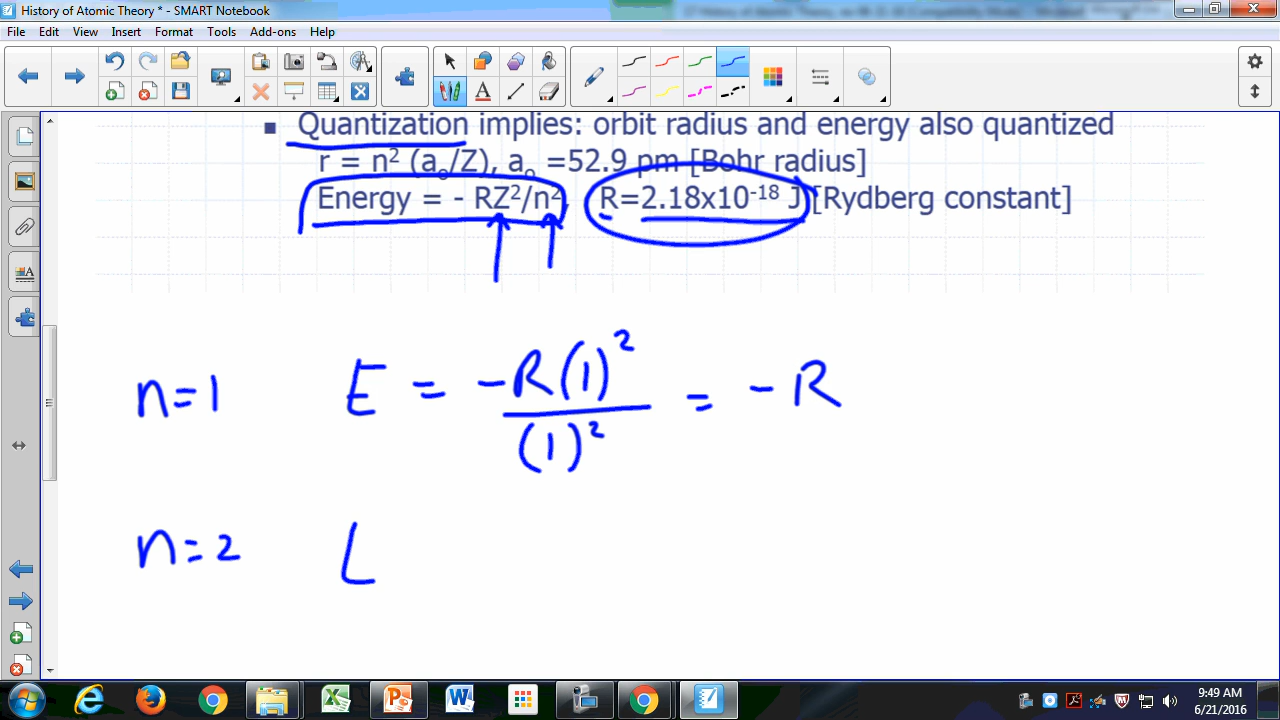 History of Atomic Theory * - SMART Notebook
File Edit View Insert Format Tools Add-ons Help
Quantization implies: orbit radius and energy also quantized
r = n² (a₀/Z), a₀ =52.9 pm [Bohr radius]
Energy = - RZ²/n², R=2.18x10⁻¹⁸ J [Rydberg constant]
n=1 E = -R(1)² / (1)² = -R
n=2
9:49 AM
6/21/2016